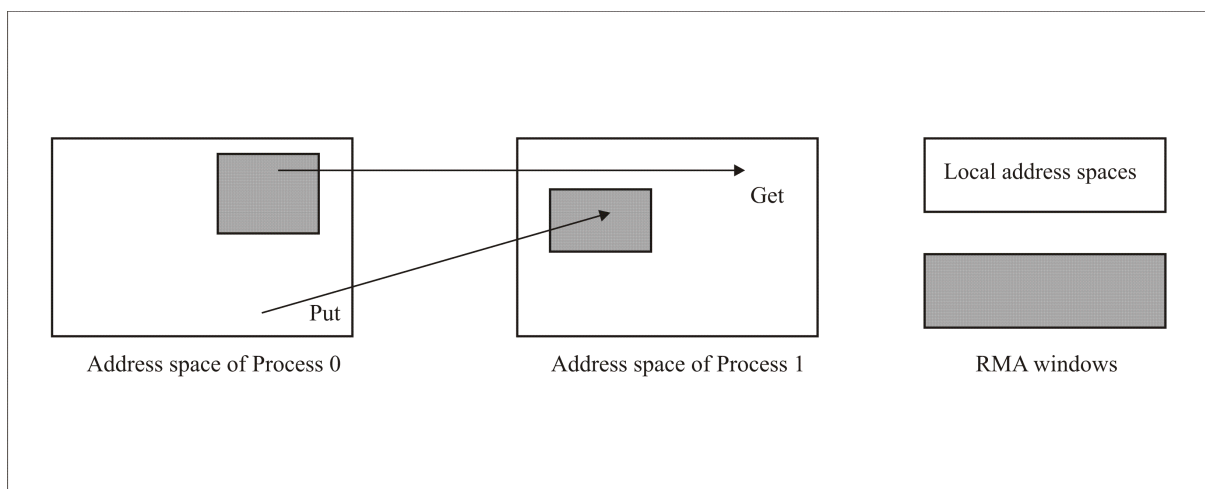 Local address spaces
Get
Put
Address space of Process 0
Address space of Process 1
RMA windows